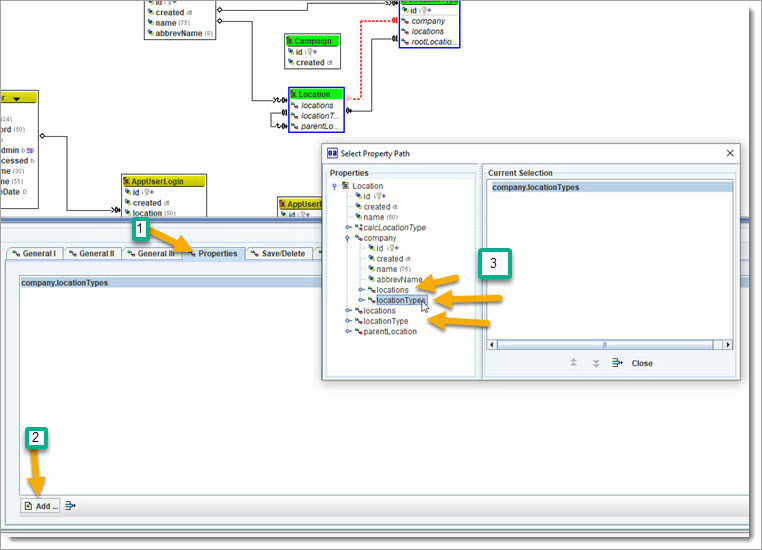 id
created dt
name (75)
abbrevName (8)
id
company
locations
rootLocatio...
Campaign
id
created dt
Location
locations
locationT...
parentLo...
r
(24)
ord (50)
admin b
ocessed b
me (30)
me (55)
eDate D
AppUserLogin
id
created dt
location (50)
AppUser
id
1
General I
General II
General III
Properties
Save/Delete
company.locationTypes
2
Add ...
oa Select Property Path
Properties
Location
id
created dt
name (50)
calcLocationType
company
id
created dt
name (75)
abbrevName
locations
locationTypes
locations
locationType
parentLocation
Current Selection
company.locationTypes
3
Close